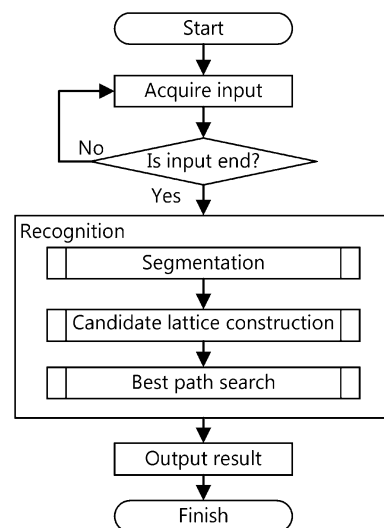 Start
Acquire input
No
Is input end?
Yes
Recognition
Segmentation
Candidate lattice construction
Best path search
Output result
Finish